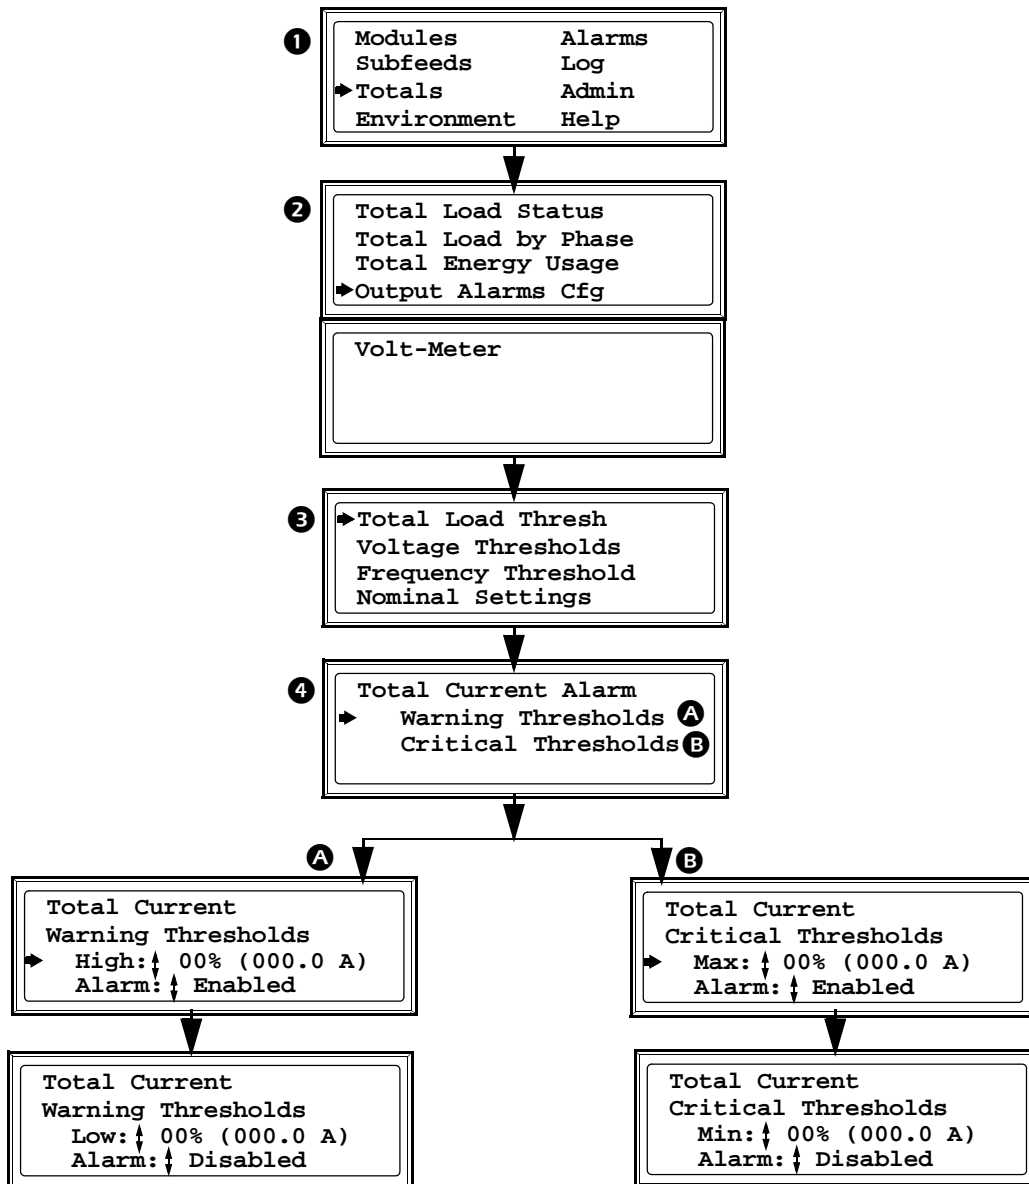 ❶
Modules Alarms
Subfeeds Log
Totals Admin
Environment Help
❷
Total Load Status
Total Load by Phase
Total Energy Usage
Output Alarms Cfg
Volt-Meter
❸
Total Load Thresh
Voltage Thresholds
Frequency Threshold
Nominal Settings
❹
Total Current Alarm
Warning Thresholds A
Critical Thresholds B
A
Total Current
Warning Thresholds
High: 00% (000.0 A)
Alarm: Enabled
Total Current
Warning Thresholds
Low: 00% (000.0 A)
Alarm: Disabled
B
Total Current
Critical Thresholds
Max: 00% (000.0 A)
Alarm: Enabled
Total Current
Critical Thresholds
Min: 00% (000.0 A)
Alarm: Disabled